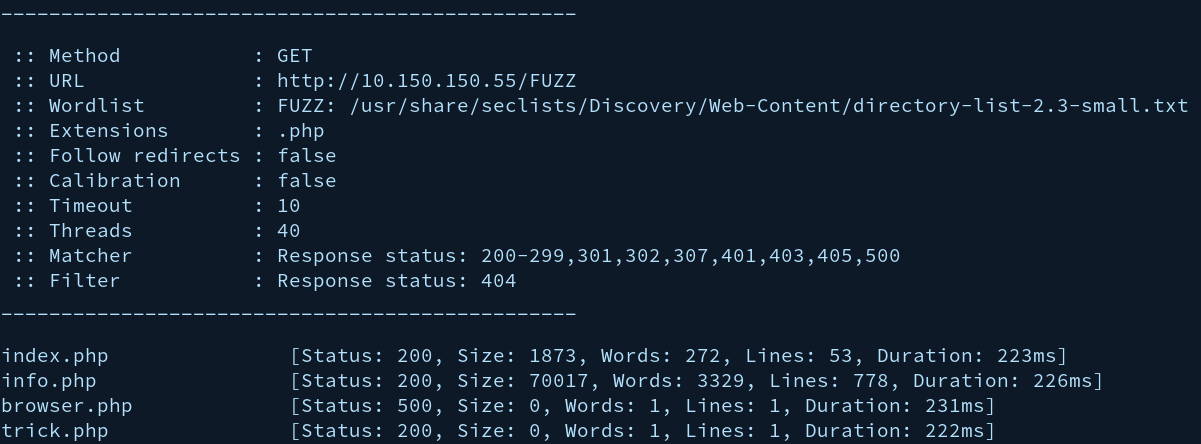 ________________________________________________
 :: Method           : GET
 :: URL              : http://10.150.150.55/FUZZ
 :: Wordlist         : FUZZ: /usr/share/seclists/Discovery/Web-Content/directory-list-2.3-small.txt
 :: Extensions       : .php
 :: Follow redirects : false
 :: Calibration      : false
 :: Timeout          : 10
 :: Threads          : 40
 :: Matcher          : Response status: 200-299,301,302,307,401,403,405,500
 :: Filter           : Response status: 404
________________________________________________
index.php               [Status: 200, Size: 1873, Words: 272, Lines: 53, Duration: 223ms]
info.php                [Status: 200, Size: 70017, Words: 3329, Lines: 778, Duration: 226ms]
browser.php             [Status: 500, Size: 0, Words: 1, Lines: 1, Duration: 231ms]
trick.php               [Status: 200, Size: 0, Words: 1, Lines: 1, Duration: 222ms]